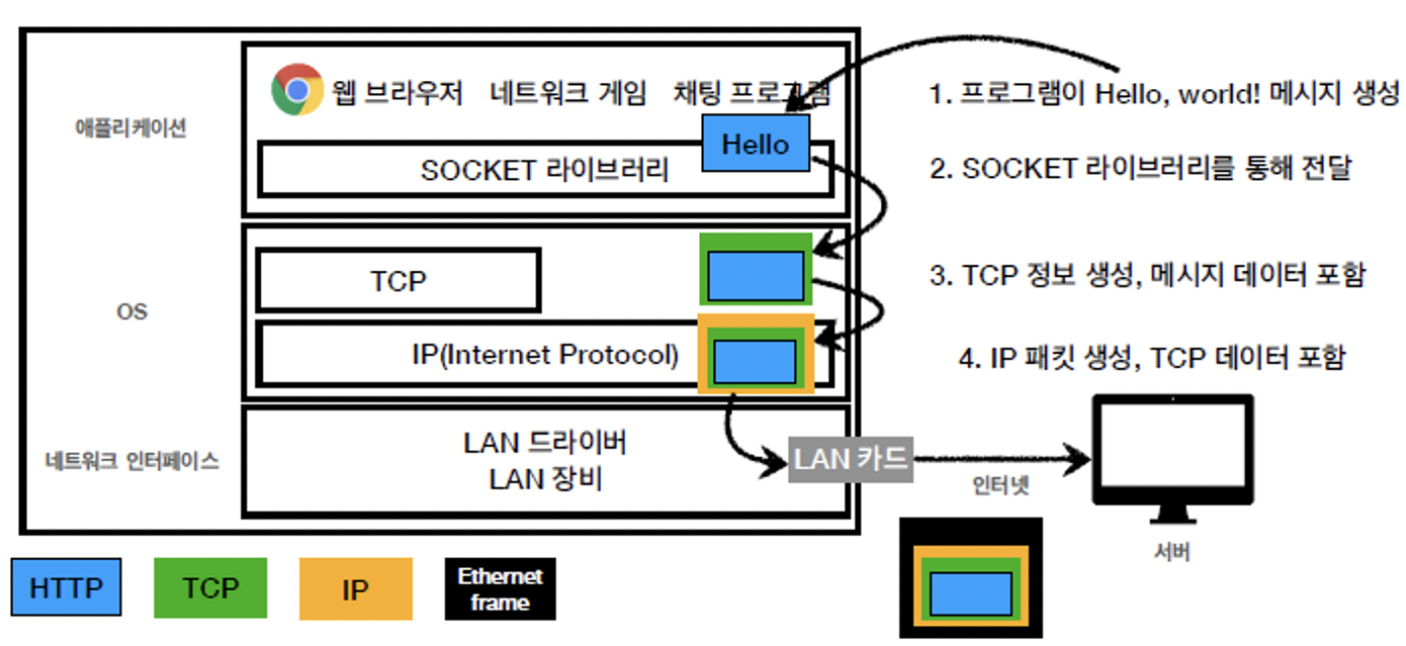 애플리케이션
웹 브라우저 네트워크 게임 채팅 프로그램
Hello
SOCKET 라이브러리
1. 프로그램이 Hello, world! 메시지 생성
2. SOCKET 라이브러리를 통해 전달
OS
TCP
IP(Internet Protocol)
3. TCP 정보 생성, 메시지 데이터 포함
4. IP 패킷 생성, TCP 데이터 포함
네트워크 인터페이스
LAN 드라이버
LAN 장비
LAN 카드
인터넷
서버
HTTP
TCP
IP
Ethernet
frame